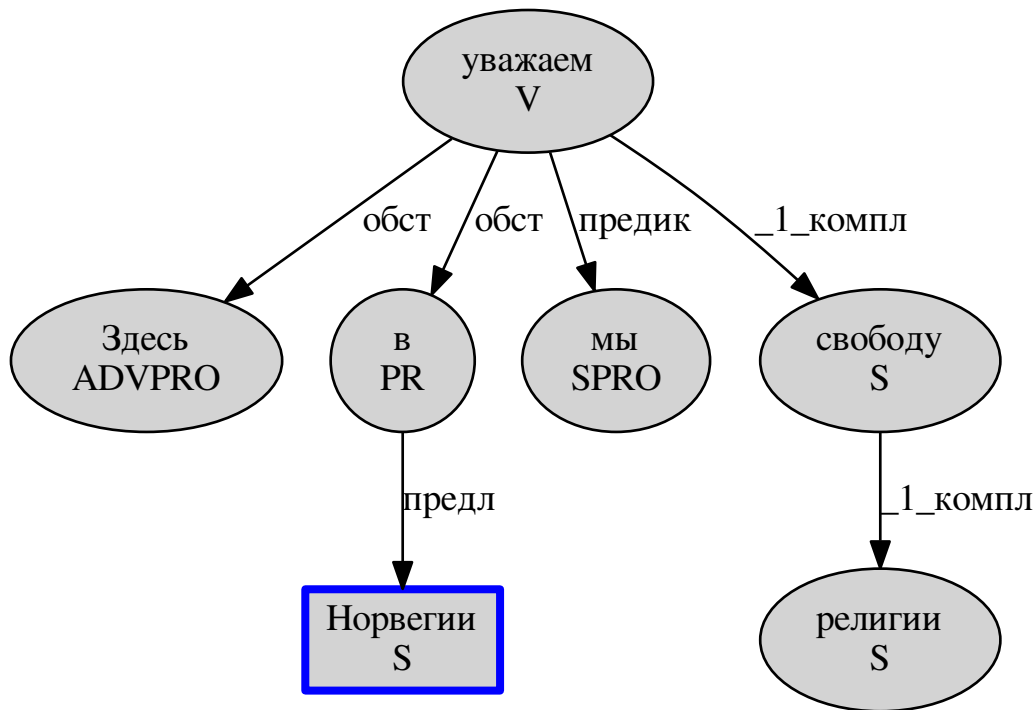 уважаем
V
обст
обст
предик
_1_компл
Здесь
ADVPRO
в
PR
мы
SPRO
свободу
S
предл
_1_компл
Норвегии
S
религии
S